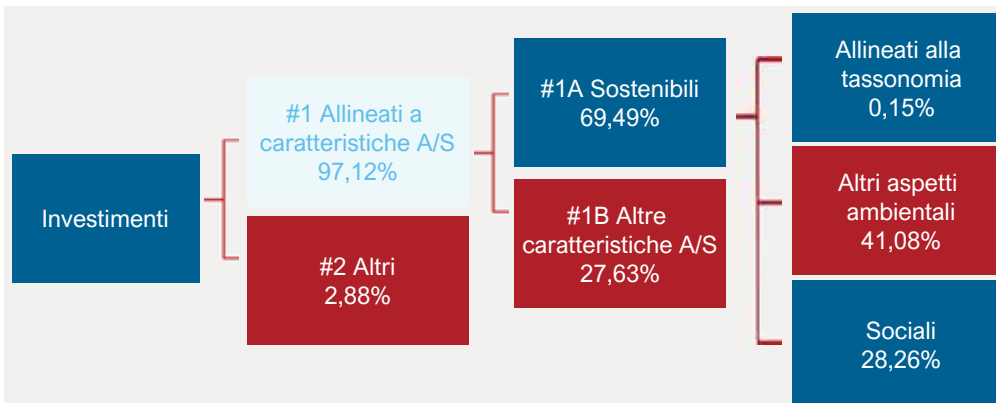 Investimenti
#1 Allineati a
caratteristiche A/S
97,12%
#2 Altri
2,88%
#1A Sostenibili
69,49%
#1B Altre
caratteristiche A/S
27,63%
Allineati alla
tassonomia
0,15%
Altri aspetti
ambientali
41,08%
Sociali
28,26%